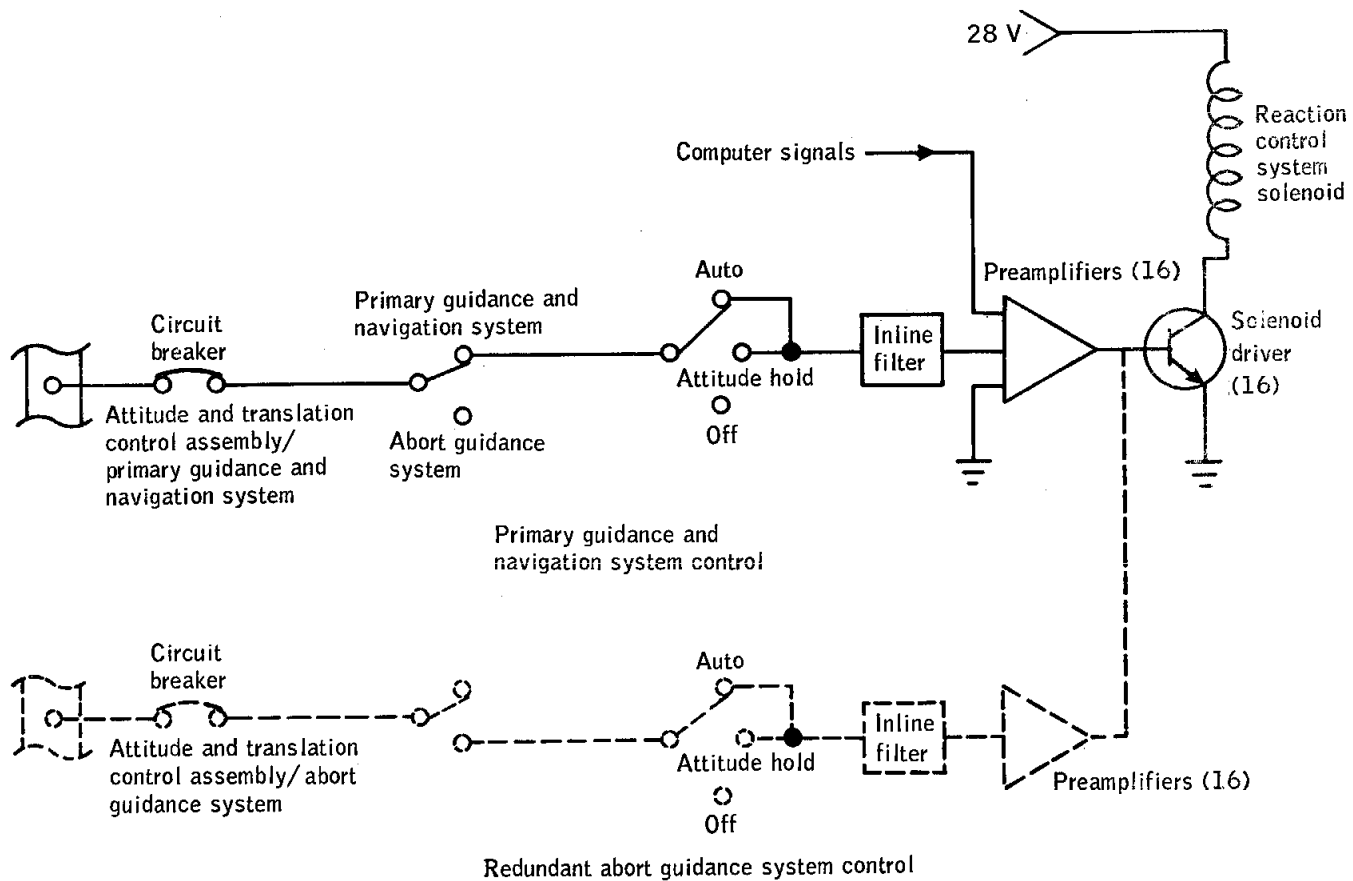 28 V
Reaction
control
system
solenoid
Computer signals
Preamplifiers (16)
Solenoid
driver
(16)
Auto
Primary guidance and
navigation system
Circuit
breaker
Inline
filter
Attitude hold
Off
Attitude and translation
control assembly/
primary guidance and
navigation system
Abort guidance
system
Primary guidance and
navigation system control
Circuit
breaker
Auto
Inline
filter
Attitude and translation
control assembly/abort
guidance system
Attitude hold
Off
Preamplifiers (16)
Redundant abort guidance system control